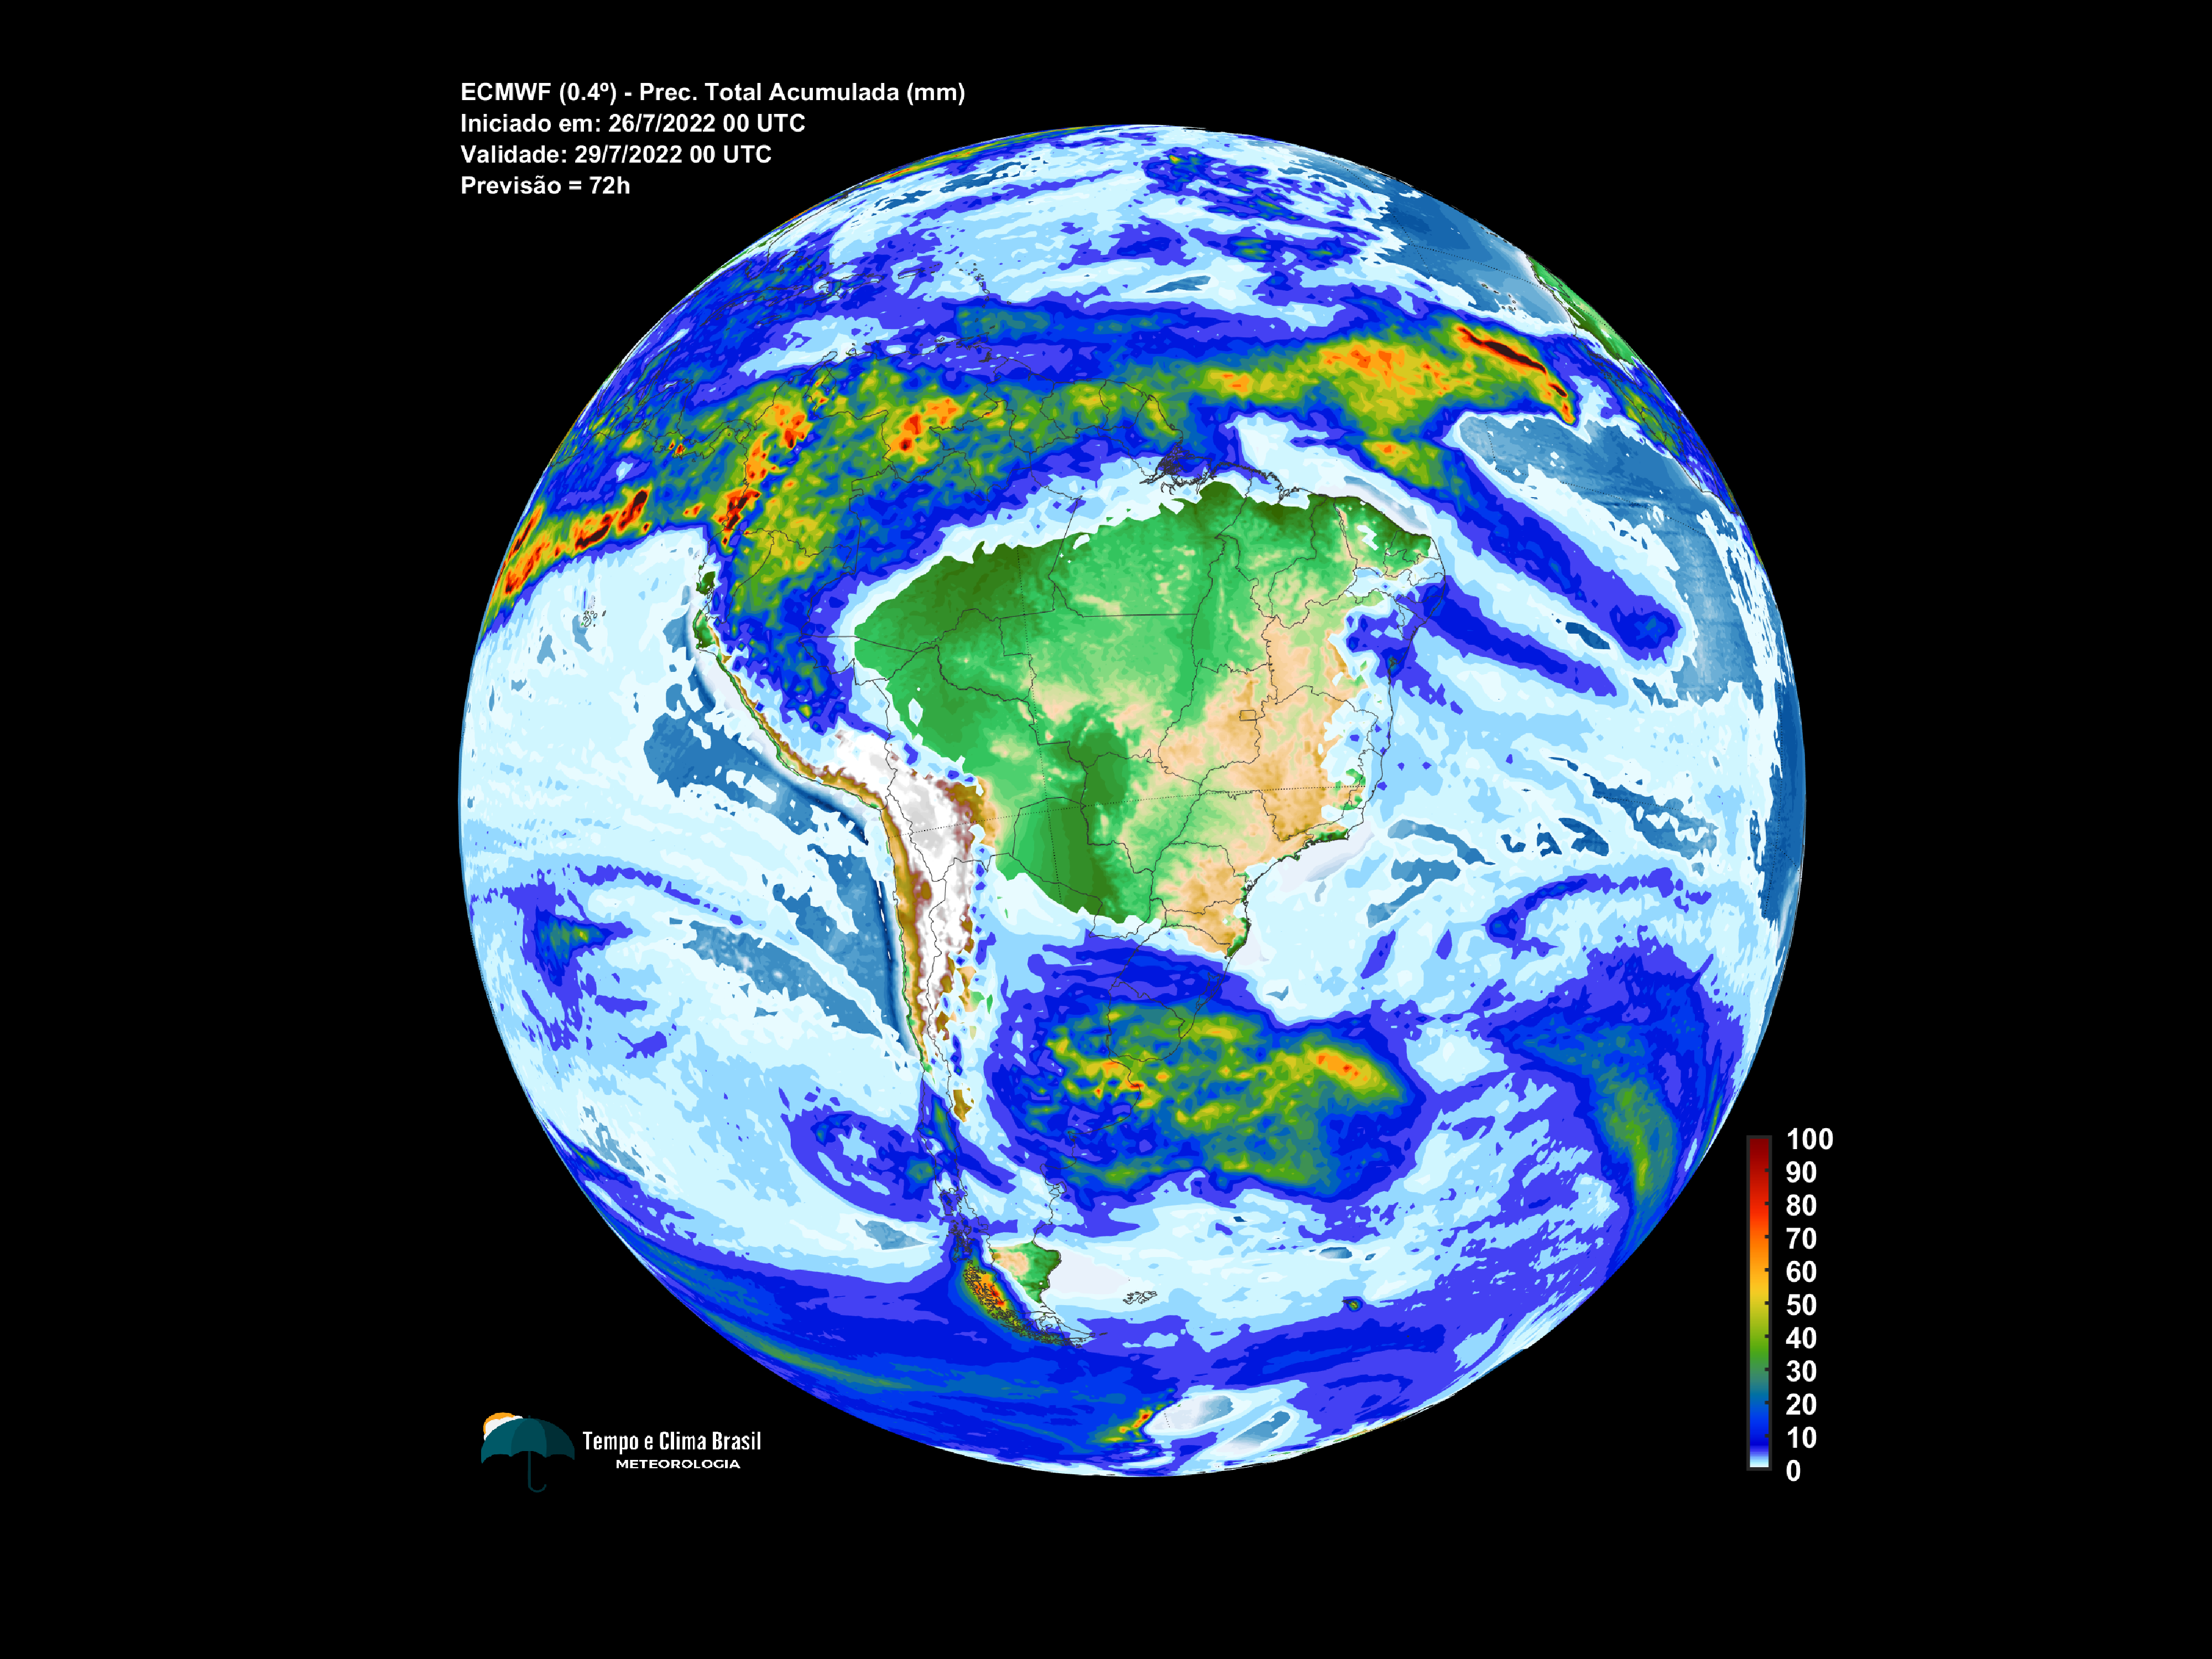 ECMWF (0.4º) - Prec. Total Acumulada (mm)
Iniciado em: 26/7/2022 00 UTC
Validade: 29/7/2022 00 UTC
Previsão = 72h
100
90
80
70
60
50
40
30
20
10
0
Tempo e Clima Brasil
METEOROLOGIA